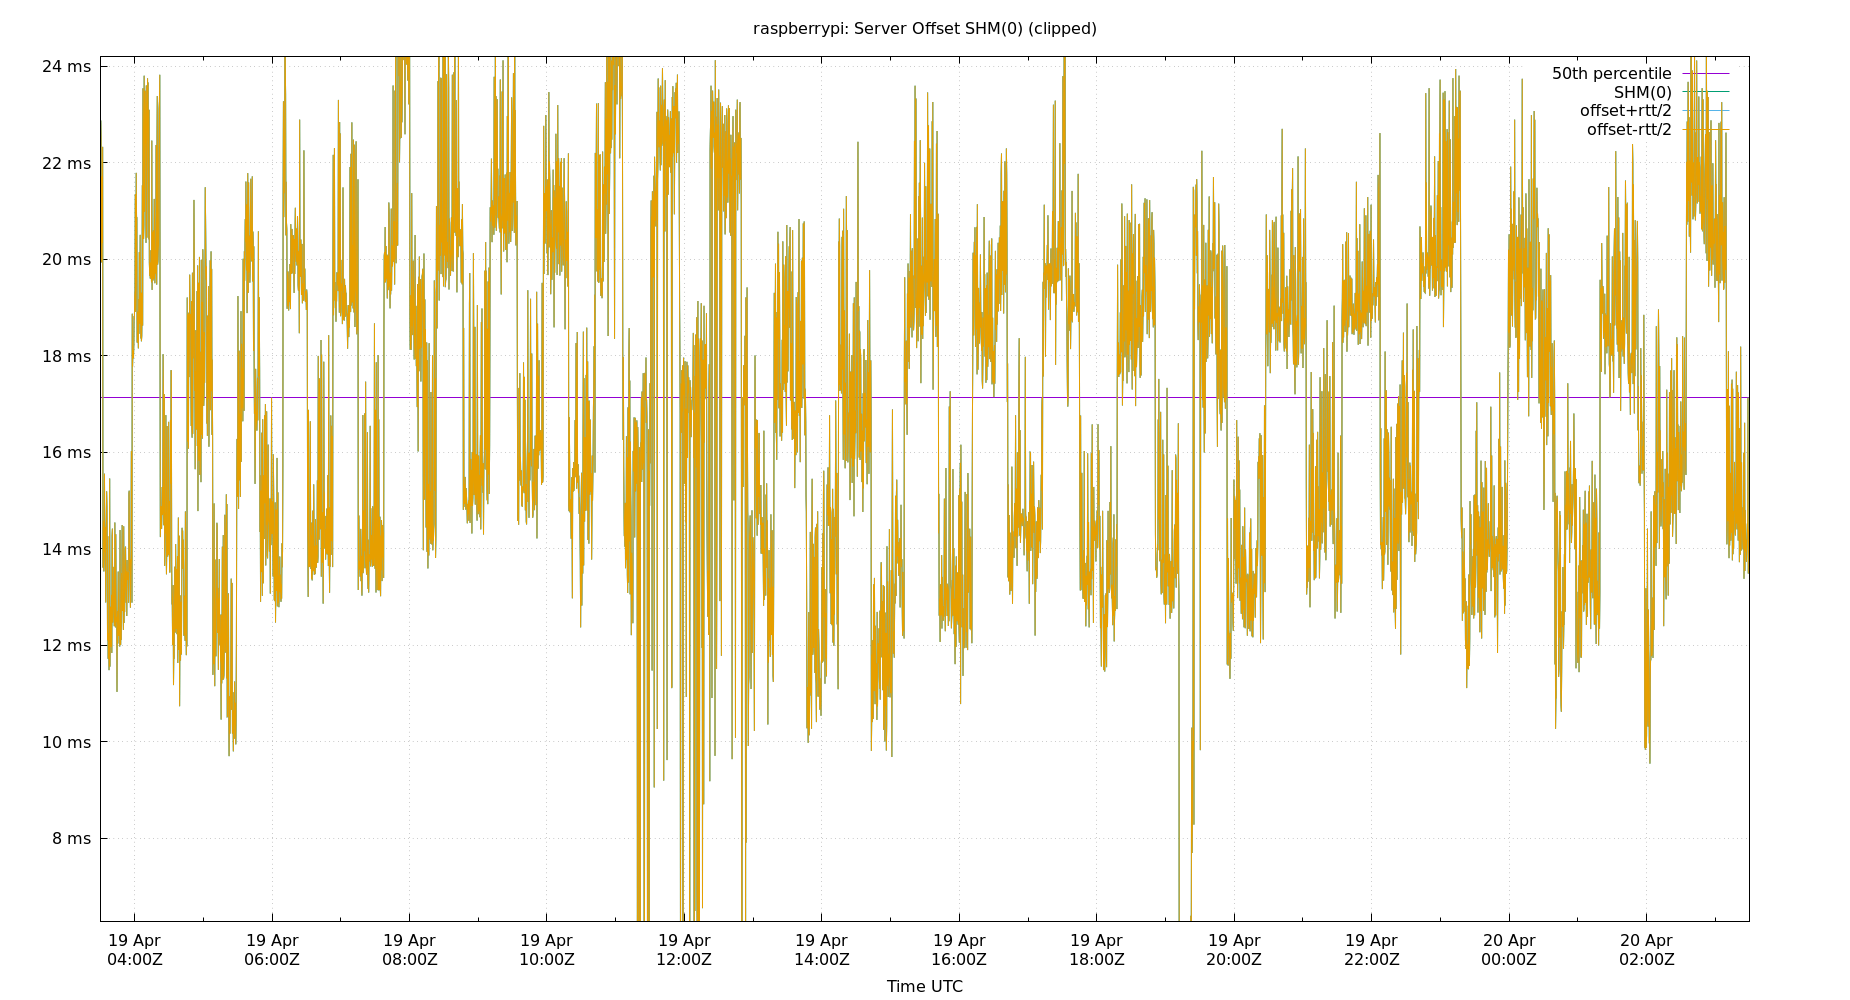 raspberrypi: Server Offset SHM(0) (clipped)
24 ms
22 ms
20 ms
18 ms
16 ms
14 ms
12 ms
10 ms
8 ms
50th percentile
SHM(0)
offset+rtt/2
offset-rtt/2
19 Apr 19 Apr 19 Apr 19 Apr 19 Apr 19 Apr 19 Apr 19 Apr 19 Apr 19 Apr 20 Apr 20 Apr
04:00Z 06:00Z 08:00Z 10:00Z 12:00Z 14:00Z 16:00Z 18:00Z 20:00Z 22:00Z 00:00Z 02:00Z
Time UTC